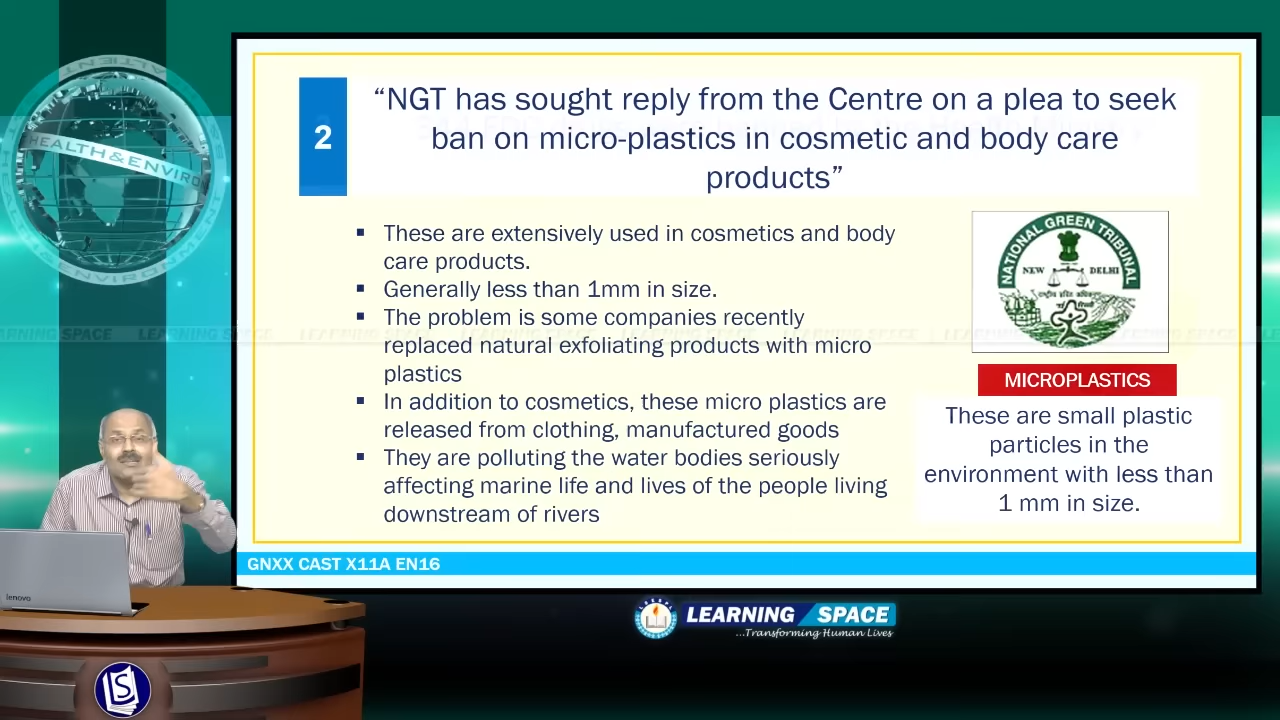 2
“NGT has sought reply from the Centre on a plea to seek
ban on micro-plastics in cosmetic and body care
products”
▪ These are extensively used in cosmetics and body
care products.
▪ Generally less than 1mm in size.
▪ The problem is some companies recently
replaced natural exfoliating products with micro
plastics
▪ In addition to cosmetics, these micro plastics are
released from clothing, manufactured goods
▪ They are polluting the water bodies seriously
affecting marine life and lives of the people living
downstream of rivers
NATIONAL GREEN TRIBUNAL
NEW DELHI
MICROPLASTICS
These are small plastic
particles in the
environment with less than
1 mm in size.
HEALTH & ENVIRO
& ENVIRONMENT
LEARNING SPACE
GNXX CAST X11A EN16
lenovo
LEARNING SPACE
...Transforming Human Lives
LS